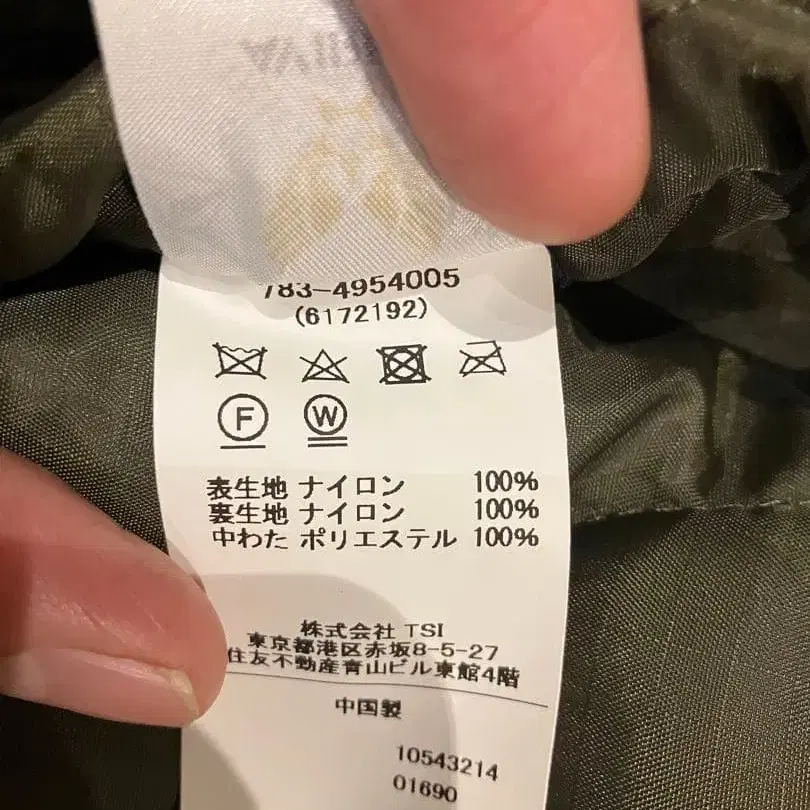 783-4954005
(6172192)
F W
表生地 ナイロン 100%
裏生地 ナイロン 100%
中わた ポリエステル 100%
株式会社 TSI
東京都港区赤坂8-5-27
住友不動産青山ビル東館4階
中国製
10543214
01690